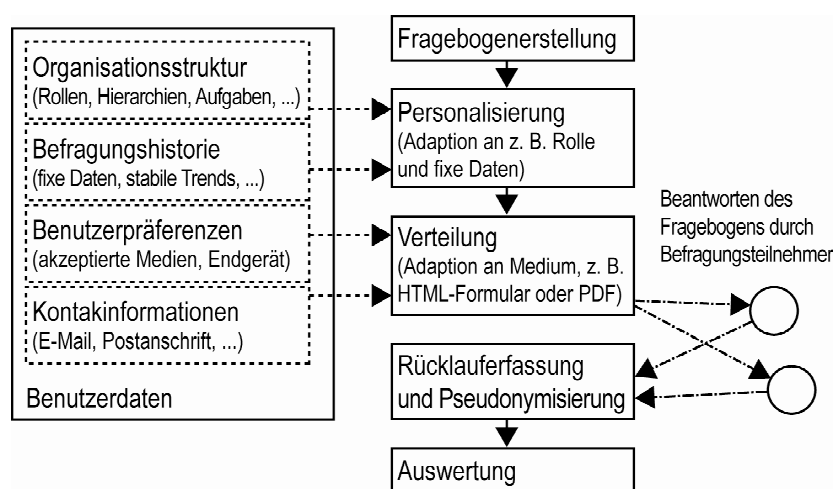 Organisationsstruktur
(Rollen, Hierarchien, Aufgaben, ...)
Befragungshistorie
(fixe Daten, stabile Trends, ...)
Benutzerpräferenzen
(akzeptierte Medien, Endgerät)
Kontakinformationen
(E-Mail, Postanschrift, ...)
Benutzerdaten
Fragebogenerstellung
Personalisierung
(Adaption an z. B. Rolle
und fixe Daten)
Verteilung
(Adaption an Medium, z. B.
HTML-Formular oder PDF)
Beantworten des
Fragebogens durch
Befragungsteilnehmer
Rücklauferfassung
und Pseudonymisierung
Auswertung